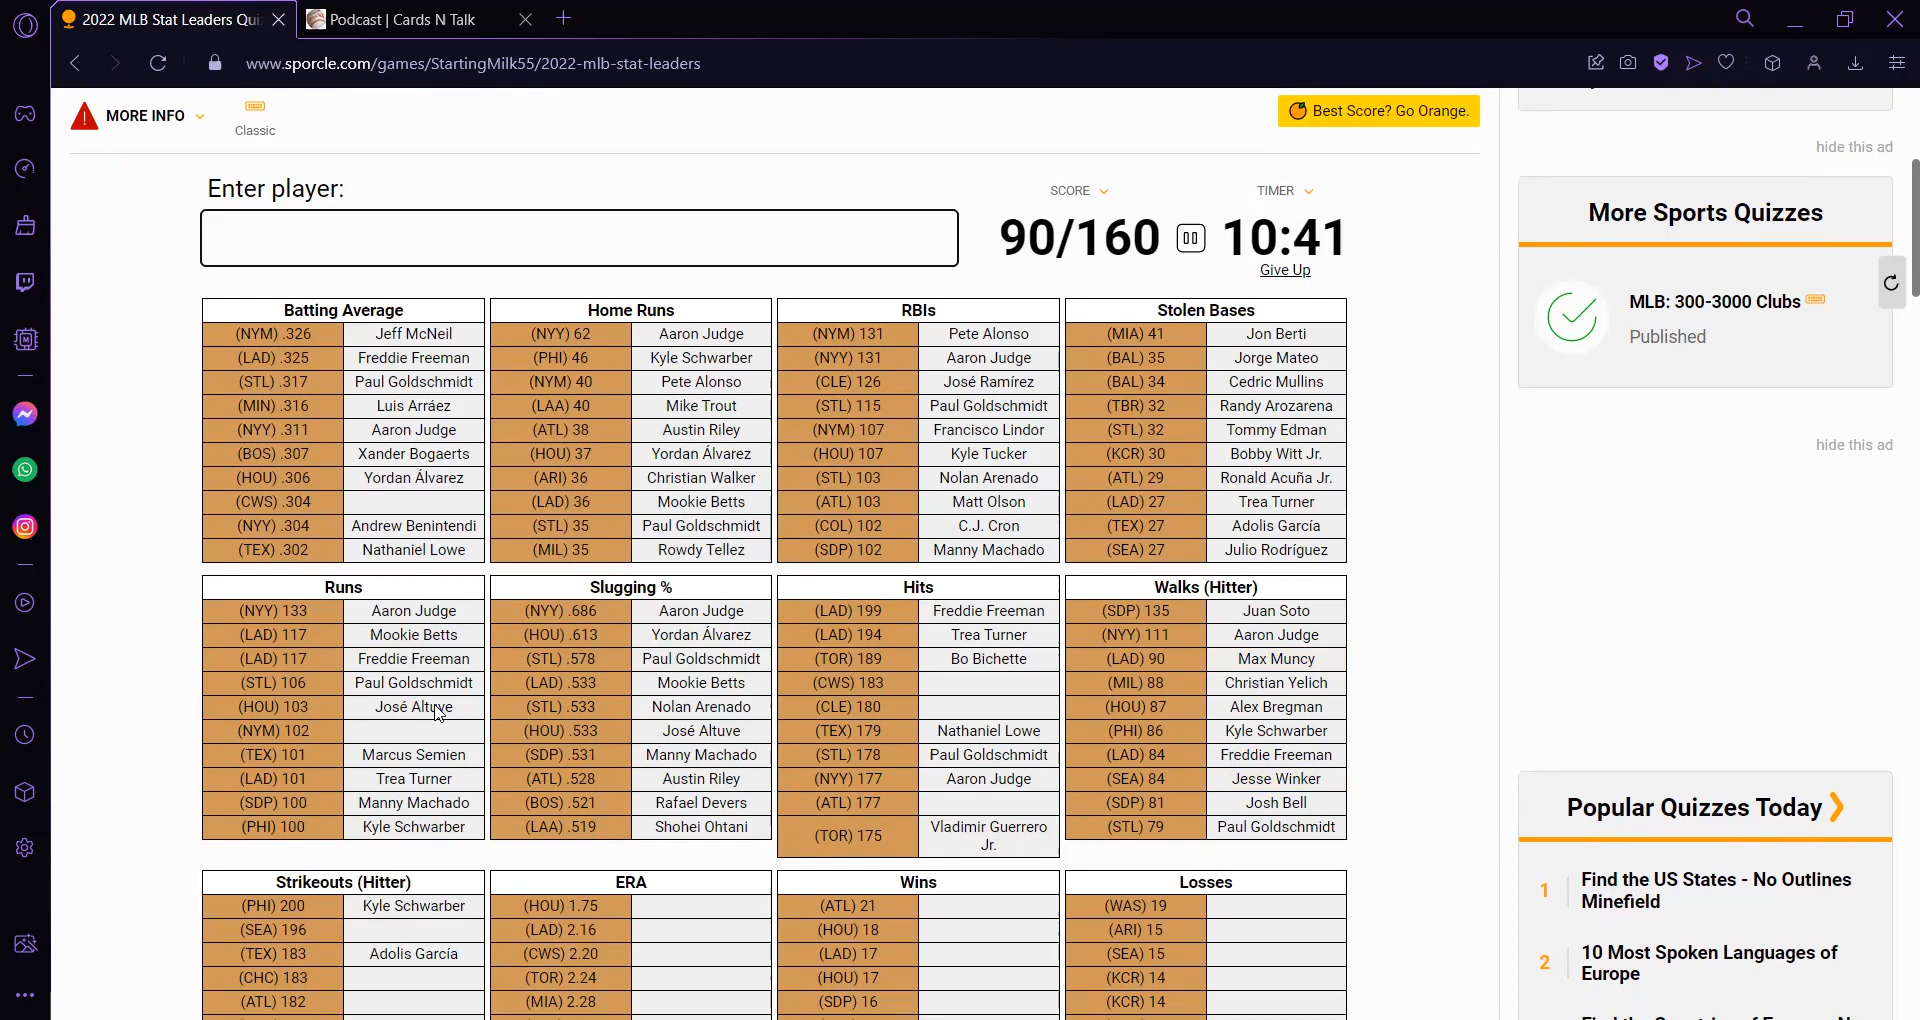 2022 MLB Stat Leaders Qui
Podcast | Cards N Talk
www.sporcle.com/games/StartingMilk55/2022-mlb-stat-leaders
MORE INFO
Classic
Best Score? Go Orange.
Enter player:
SCORE
TIMER
90/160
10:41
Give Up
Batting Average
(NYM) .326 Jeff McNeil
(LAD) .325 Freddie Freeman
(STL) .317 Paul Goldschmidt
(MIN) .316 Luis Arráez
(NYY) .311 Aaron Judge
(BOS) .307 Xander Bogaerts
(HOU) .306 Yordan Álvarez
(CWS) .304
(NYY) .304 Andrew Benintendi
(TEX) .302 Nathaniel Lowe
Home Runs
(NYY) 62 Aaron Judge
(PHI) 46 Kyle Schwarber
(NYM) 40 Pete Alonso
(LAA) 40 Mike Trout
(ATL) 38 Austin Riley
(HOU) 37 Yordan Álvarez
(ARI) 36 Christian Walker
(LAD) 36 Mookie Betts
(STL) 35 Paul Goldschmidt
(MIL) 35 Rowdy Tellez
RBIs
(NYM) 131 Pete Alonso
(NYY) 131 Aaron Judge
(CLE) 126 José Ramírez
(STL) 115 Paul Goldschmidt
(NYM) 107 Francisco Lindor
(HOU) 107 Kyle Tucker
(STL) 103 Nolan Arenado
(ATL) 103 Matt Olson
(COL) 102 C.J. Cron
(SDP) 102 Manny Machado
Stolen Bases
(MIA) 41 Jon Berti
(BAL) 35 Jorge Mateo
(BAL) 34 Cedric Mullins
(TBR) 32 Randy Arozarena
(STL) 32 Tommy Edman
(KCR) 30 Bobby Witt Jr.
(ATL) 29 Ronald Acuña Jr.
(LAD) 27 Trea Turner
(TEX) 27 Adolis García
(SEA) 27 Julio Rodríguez
Runs
(NYY) 133 Aaron Judge
(LAD) 117 Mookie Betts
(LAD) 117 Freddie Freeman
(STL) 106 Paul Goldschmidt
(HOU) 103 José Altuve
(NYM) 102
(TEX) 101 Marcus Semien
(LAD) 101 Trea Turner
(SDP) 100 Manny Machado
(PHI) 100 Kyle Schwarber
Slugging %
(NYY) .686 Aaron Judge
(HOU) .613 Yordan Álvarez
(STL) .578 Paul Goldschmidt
(LAD) .533 Mookie Betts
(STL) .533 Nolan Arenado
(HOU) .533 José Altuve
(SDP) .531 Manny Machado
(ATL) .528 Austin Riley
(BOS) .521 Rafael Devers
(LAA) .519 Shohei Ohtani
Hits
(LAD) 199 Freddie Freeman
(LAD) 194 Trea Turner
(TOR) 189 Bo Bichette
(CWS) 183
(CLE) 180
(TEX) 179 Nathaniel Lowe
(STL) 178 Paul Goldschmidt
(NYY) 177 Aaron Judge
(ATL) 177
(TOR) 175 Vladimir Guerrero
Jr.
Walks (Hitter)
(SDP) 135 Juan Soto
(NYY) 111 Aaron Judge
(LAD) 90 Max Muncy
(MIL) 88 Christian Yelich
(HOU) 87 Alex Bregman
(PHI) 86 Kyle Schwarber
(LAD) 84 Freddie Freeman
(SEA) 84 Jesse Winker
(SDP) 81 Josh Bell
(STL) 79 Paul Goldschmidt
Strikeouts (Hitter)
(PHI) 200 Kyle Schwarber
(SEA) 196
(TEX) 183 Adolis García
(CHC) 183
(ATL) 182
ERA
(HOU) 1.75
(LAD) 2.16
(CWS) 2.20
(TOR) 2.24
(MIA) 2.28
Wins
(ATL) 21
(HOU) 18
(LAD) 17
(HOU) 17
(SDP) 16
Losses
(WAS) 19
(ARI) 15
(SEA) 15
(KCR) 14
(KCR) 14
hide this ad
More Sports Quizzes
MLB: 300-3000 Clubs
Published
hide this ad
Popular Quizzes Today
1 Find the US States - No Outlines
Minefield
2 10 Most Spoken Languages of
Europe